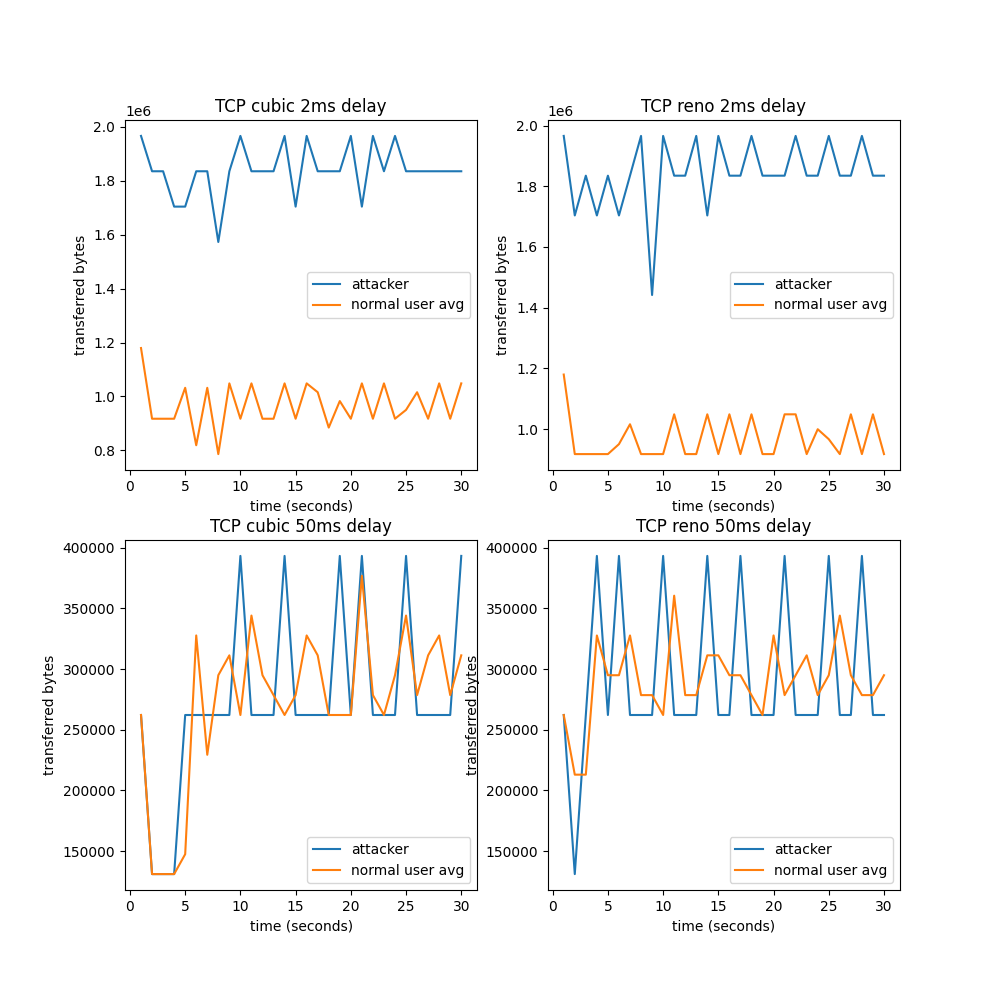 TCP cubic 2ms delay
1e6
2.0
1.8
1.6
1.4
1.2
1.0
0.8
transferred bytes
attacker
normal user avg
0 5 10 15 20 25 30
time (seconds)
TCP reno 2ms delay
1e6
2.0
1.8
1.6
1.4
1.2
1.0
transferred bytes
attacker
normal user avg
0 5 10 15 20 25 30
time (seconds)
TCP cubic 50ms delay
400000
350000
300000
250000
200000
150000
transferred bytes
attacker
normal user avg
0 5 10 15 20 25 30
time (seconds)
TCP reno 50ms delay
400000
350000
300000
250000
200000
150000
transferred bytes
attacker
normal user avg
0 5 10 15 20 25 30
time (seconds)